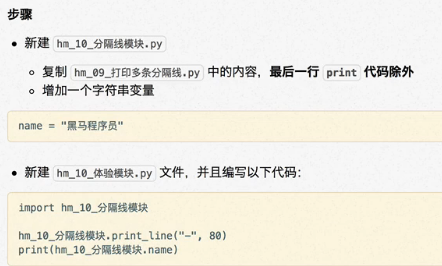 步骤
新建 hm_10_分隔线模块.py
复制 hm_09_打印多条分隔线.py 中的内容，最后一行 print 代码除外
增加一个字符串变量
name = "黑马程序员"
新建 hm_10_体验模块.py 文件，并且编写以下代码：
import hm_10_分隔线模块
hm_10_分隔线模块.print_line("-", 80)
print(hm_10_分隔线模块.name)